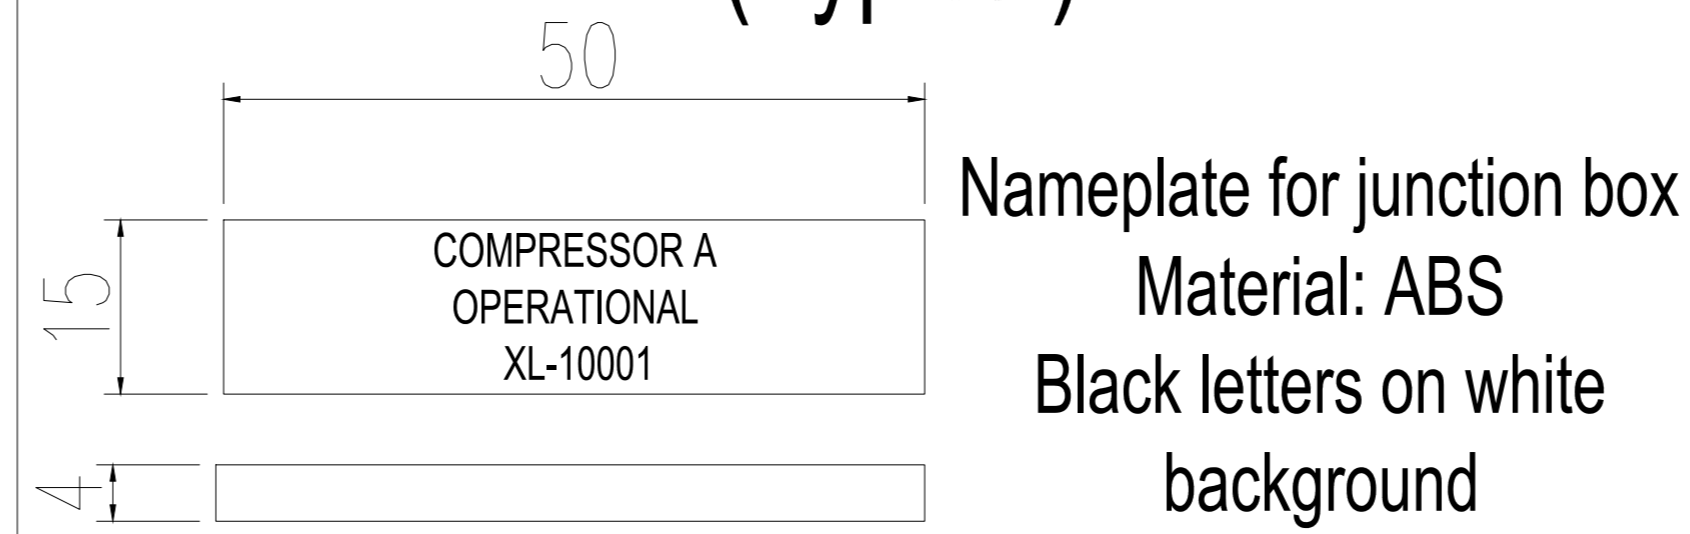 50
15
COMPRESSOR A
OPERATIONAL
XL-10001
4
Nameplate for junction box
Material: ABS
Black letters on white
background